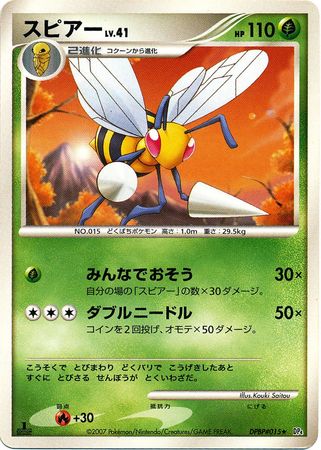 スピアー LV.41 HP 110
2進化 コクーンから進化
NO.015 どくばちポケモン 高さ：1.0m 重さ：29.5kg
みんなでおそう 30×
自分の場の「スピアー」の数×30ダメージ。
ダブルニードル 50×
コインを2回投げ、オモテ×50ダメージ。
こうそくで とびまわり どくバリで こうげきしたあと
すぐに とびさる せんぽうが とくいわざだ。
弱点 抵抗力 にげる
+30
Illus.Kouki Saitou
1
©2007 Pokémon/Nintendo/Creatures/GAME FREAK.
DPBP#015★